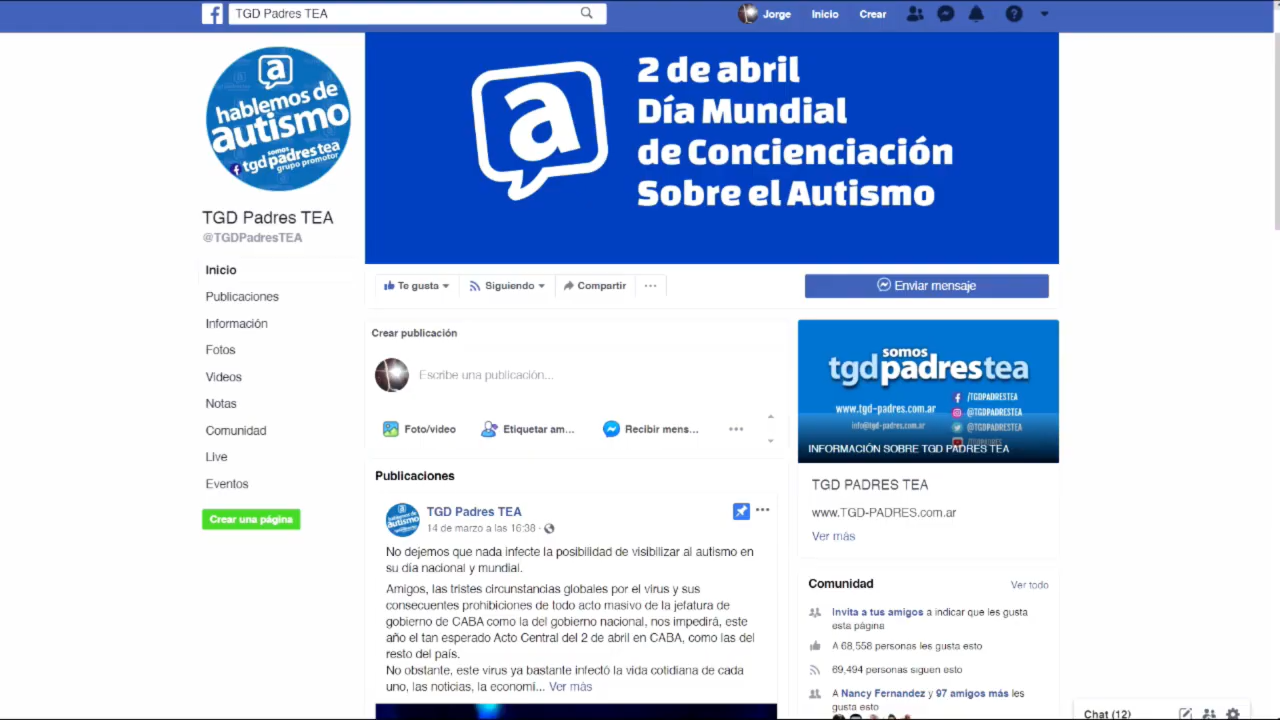 TGD Padres TEA
Jorge
Inicio
Crear
a
hablemos de
autismo
somos
tgd padres tea
grupo promotor
TGD Padres TEA
@TGDPadresTEA
Inicio
Publicaciones
Información
Fotos
Videos
Notas
Comunidad
Live
Eventos
Crear una página
a
2 de abril
Día Mundial
de Concienciación
Sobre el Autismo
Te gusta
Siguiendo
Compartir
Enviar mensaje
Crear publicación
Escribe una publicación...
Foto/video
Etiquetar am...
Recibir mens...
Publicaciones
TGD Padres TEA
14 de marzo a las 16:38 ·
No dejemos que nada infecte la posibilidad de visibilizar al autismo en
su día nacional y mundial.
Amigos, las tristes circunstancias globales por el virus y sus
consecuentes prohibiciones de todo acto masivo de la jefatura de
gobierno de CABA como la del gobierno nacional, nos impedirá, este
año el tan esperado Acto Central del 2 de abril en CABA, como las del
resto del país.
No obstante, este virus ya bastante infectó la vida cotidiana de cada
uno, las noticias, la economi... Ver más
somos
tgdpadrestea
www.tgd-padres.com.ar
info@tgd-padres.com.ar
/TGDPADRESTEA
@TGDPADRESTEA
@TGDPADRESTEA
INFORMACIÓN SOBRE TGD PADRES TEA
TGD PADRES TEA
www.TGD-PADRES.com.ar
Ver más
Comunidad
Ver todo
Invita a tus amigos a indicar que les gusta
esta página
A 68,558 personas les gusta esto
69,494 personas siguen esto
A Nancy Fernandez y 97 amigos más les
gusta esto
Chat (12)